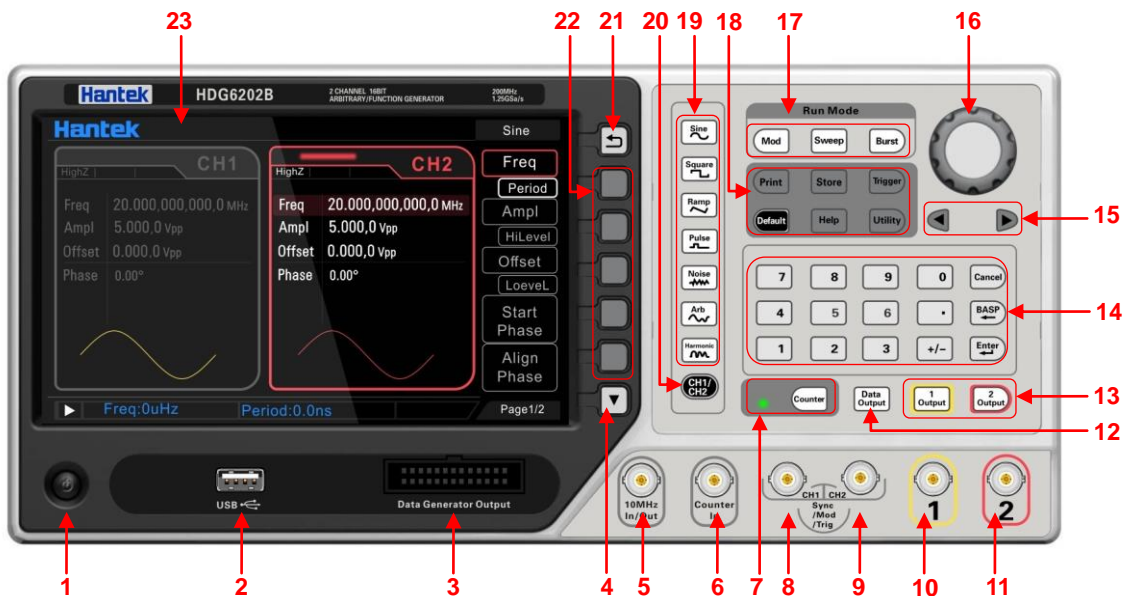 23 22 21 20 19 18 17 16
Hantek HDG6202B 2 CHANNEL 16BIT 200MHz
ARBITRARY/FUNCTION GENERATOR 1.25GSa/s
Hantek Sine
CH1
HighZ
Freq 20.000,000,000,0 MHz
Ampl 5.000,0 Vpp
Offset 0.000,0 Vpp
Phase 0.00°
CH2
HighZ
Freq 20.000,000,000,0 MHz
Ampl 5.000,0 Vpp
Offset 0.000,0 Vpp
Phase 0.00°
Freq
Period
Ampl
HiLevel
Offset
LoeveL
Start
Phase
Align
Phase
Freq:0uHz Period:0.0ns Page1/2
Sine
Square
Ramp
Pulse
Noise
Arb
Harmonic
CH1/
CH2
Run Mode
Mod Sweep Burst
Print Store Trigger
Default Help Utility
15
7 8 9 0 Cancel
4 5 6 . BASP
14
1 2 3 +/- Enter
Counter
Data
Output
1
Output
2
Output
13
12
USB
Data Generator Output
10MHz
In/Out
Counter
In
CH1 CH2
Sync
/Mod
/Trig
1
2
1 2 3 4 5 6 7 8 9 10 11